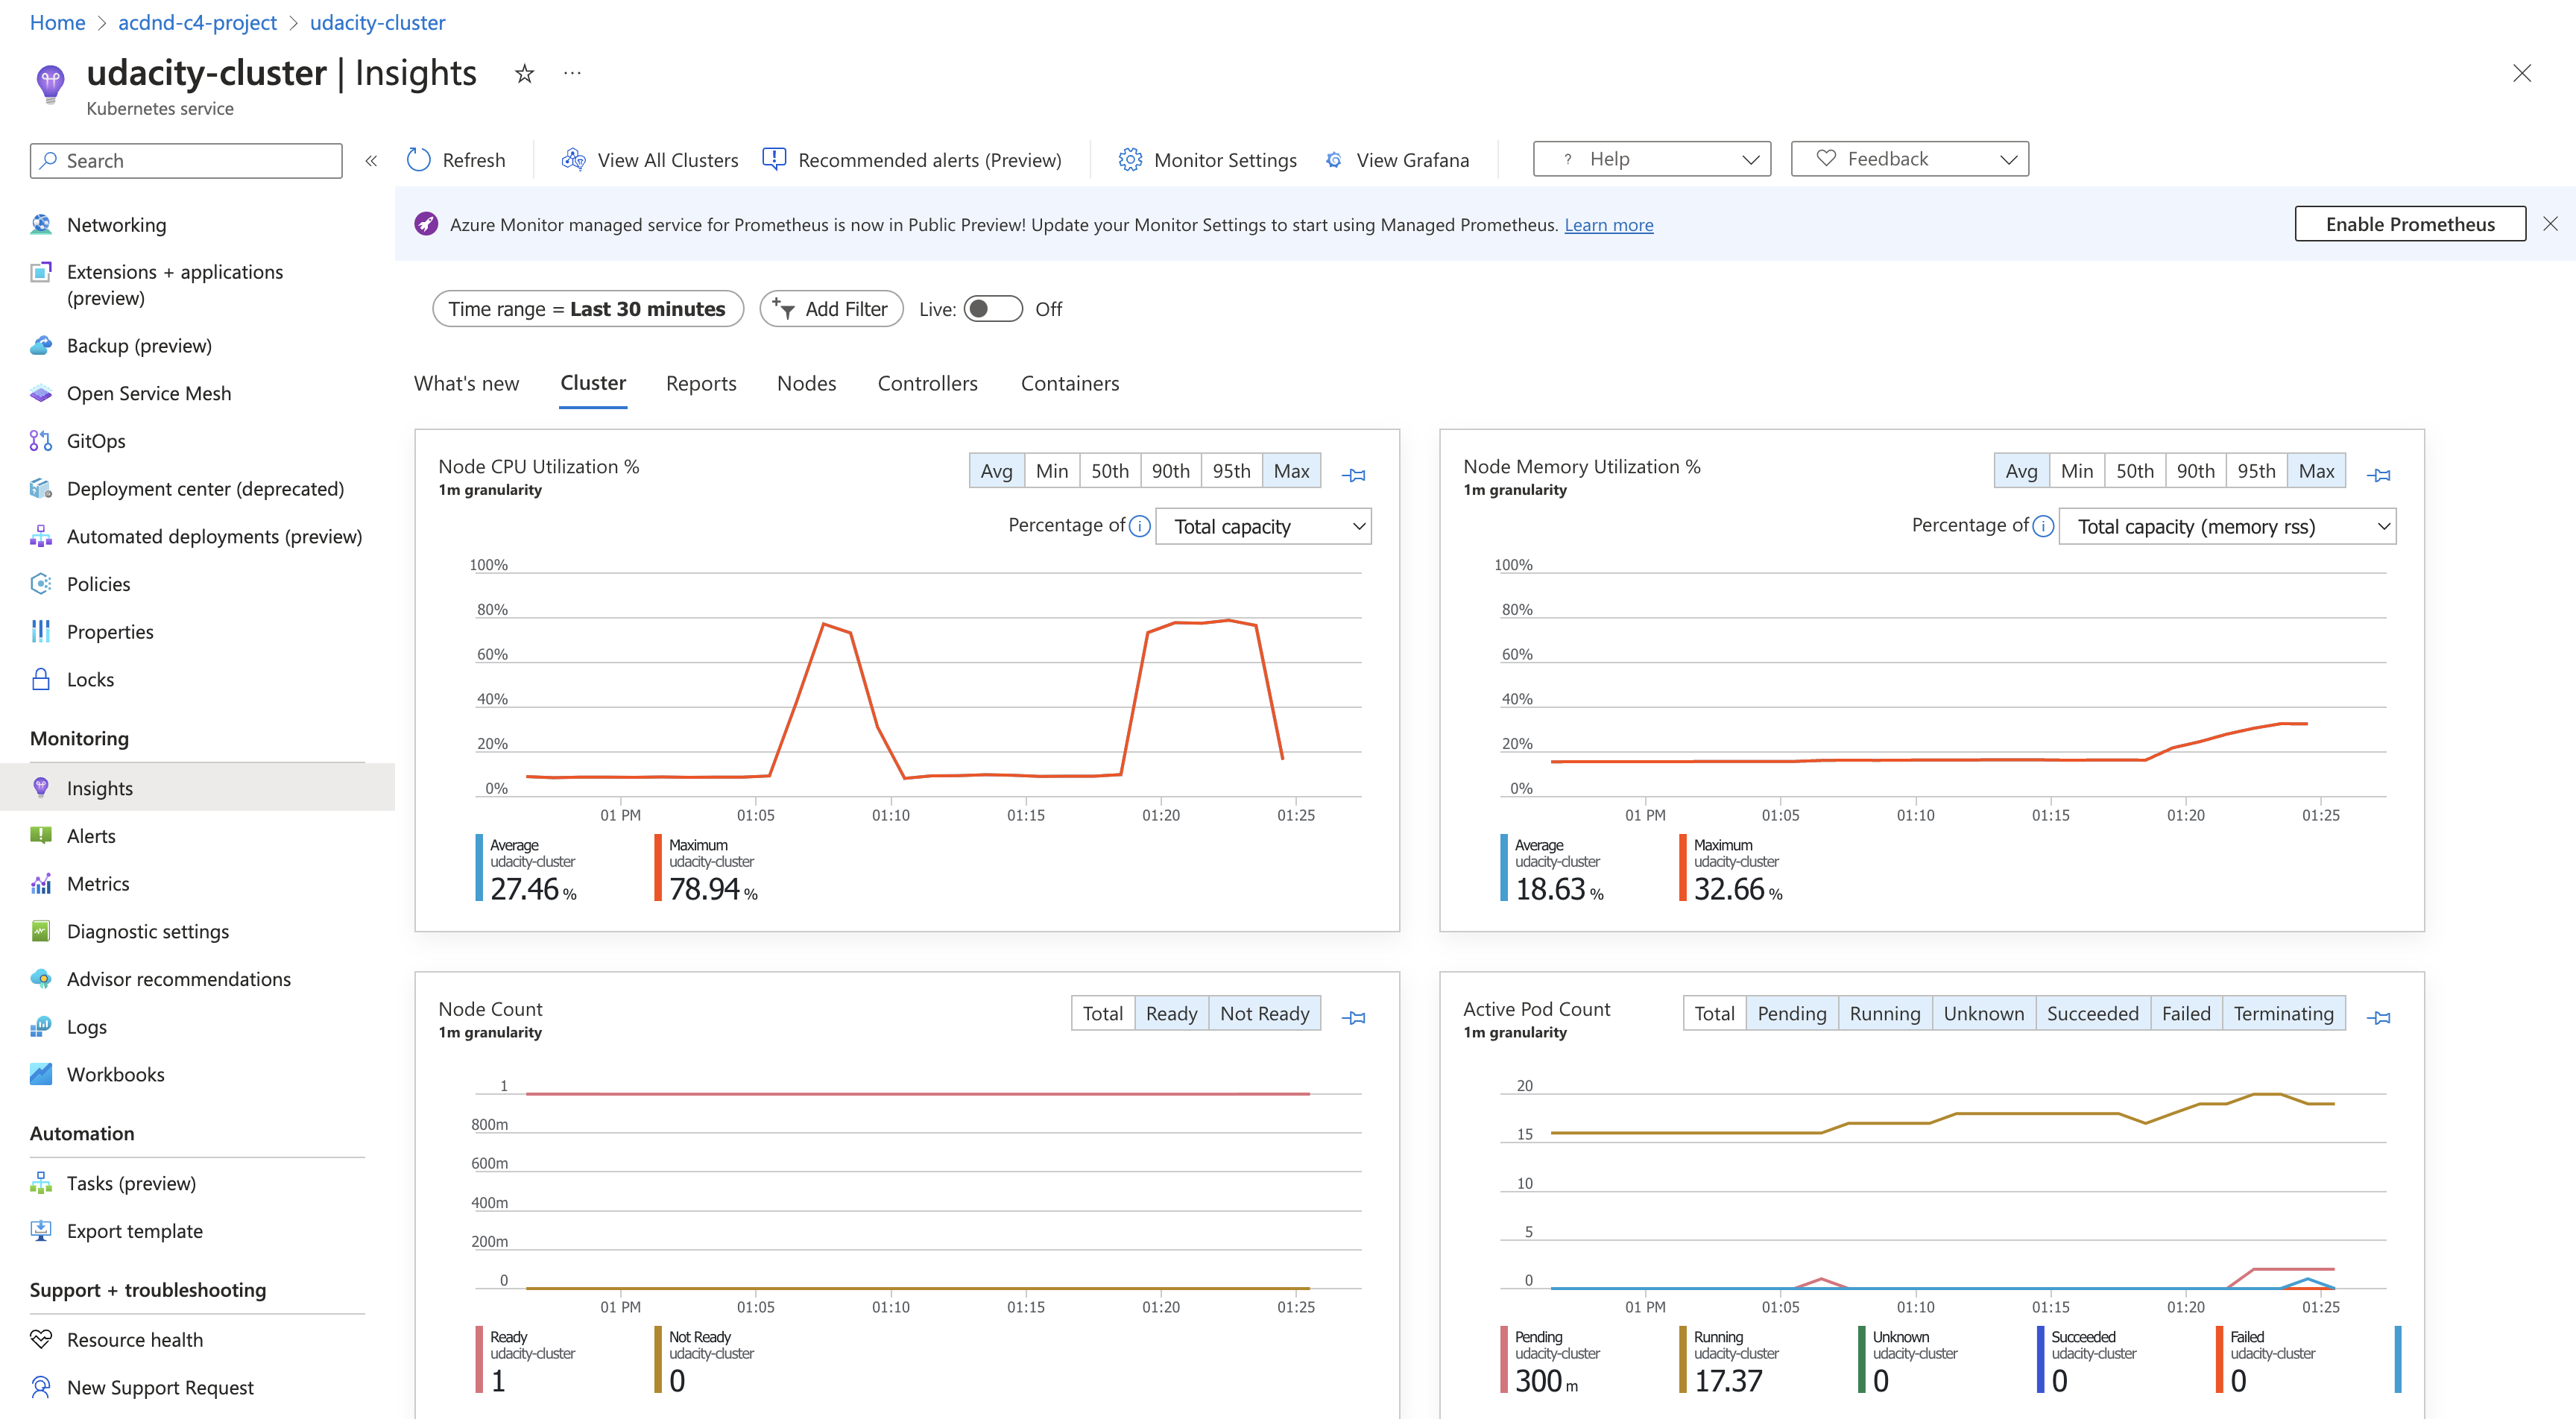 Home > acdnd-c4-project > udacity-cluster
udacity-cluster | Insights
Kubernetes service
Search
Refresh
View All Clusters
Recommended alerts (Preview)
Monitor Settings
View Grafana
? Help
Feedback
Networking
Extensions + applications
(preview)
Backup (preview)
Open Service Mesh
GitOps
Deployment center (deprecated)
Automated deployments (preview)
Policies
Properties
Locks
Monitoring
Insights
Alerts
Metrics
Diagnostic settings
Advisor recommendations
Logs
Workbooks
Automation
Tasks (preview)
Export template
Support + troubleshooting
Resource health
New Support Request
Azure Monitor managed service for Prometheus is now in Public Preview! Update your Monitor Settings to start using Managed Prometheus. Learn more
Enable Prometheus
Time range = Last 30 minutes
Add Filter
Live: Off
What's new Cluster Reports Nodes Controllers Containers
Node CPU Utilization %
1m granularity
Avg Min 50th 90th 95th Max
Percentage of Total capacity
100%
80%
60%
40%
20%
0%
01 PM 01:05 01:10 01:15 01:20 01:25
Average
udacity-cluster
27.46 %
Maximum
udacity-cluster
78.94 %
Node Memory Utilization %
1m granularity
Avg Min 50th 90th 95th Max
Percentage of Total capacity (memory rss)
100%
80%
60%
40%
20%
0%
01 PM 01:05 01:10 01:15 01:20 01:25
Average
udacity-cluster
18.63 %
Maximum
udacity-cluster
32.66 %
Node Count
1m granularity
Total Ready Not Ready
1
800m
600m
400m
200m
0
01 PM 01:05 01:10 01:15 01:20 01:25
Ready
udacity-cluster
1
Not Ready
udacity-cluster
0
Active Pod Count
1m granularity
Total Pending Running Unknown Succeeded Failed Terminating
20
15
10
5
0
01 PM 01:05 01:10 01:15 01:20 01:25
Pending
udacity-cluster
300 m
Running
udacity-cluster
17.37
Unknown
udacity-cluster
0
Succeeded
udacity-cluster
0
Failed
udacity-cluster
0